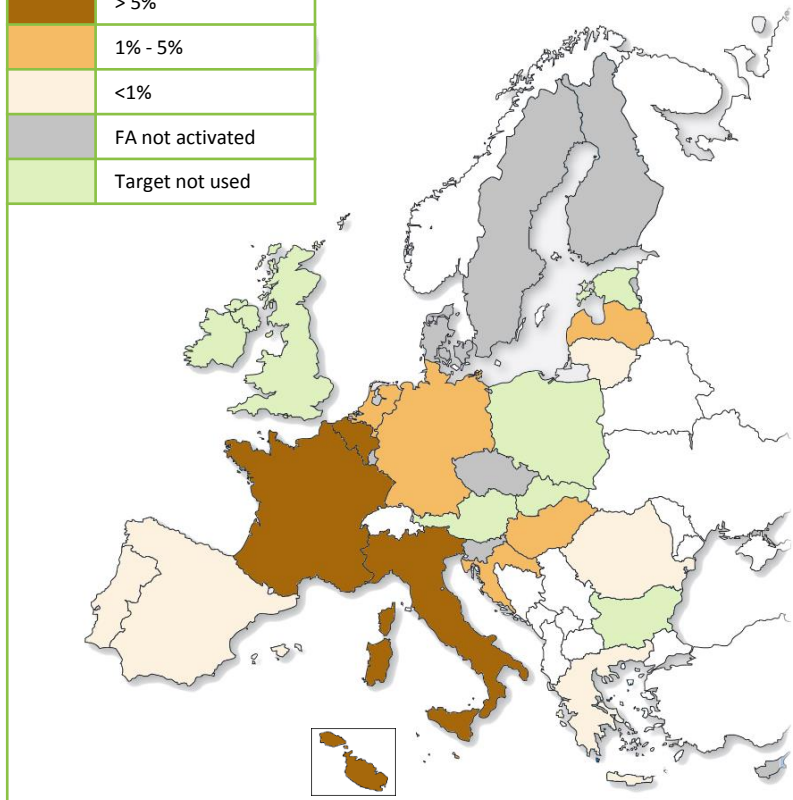 > 5%
1% - 5%
<1%
FA not activated
Target not used